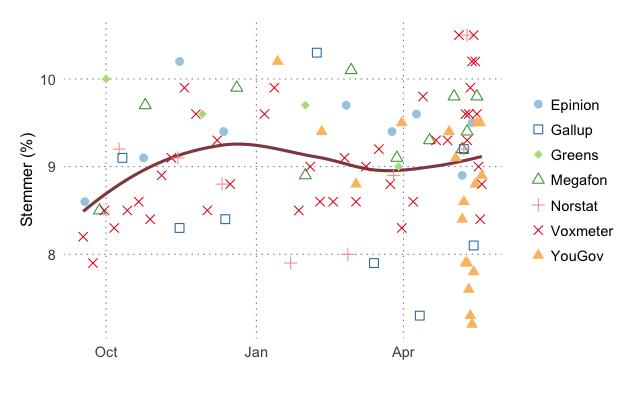 Stemmer (%)
10
9
8
Oct
Jan
Apr
Epinion
Gallup
Greens
Megafon
Norstat
Voxmeter
YouGov